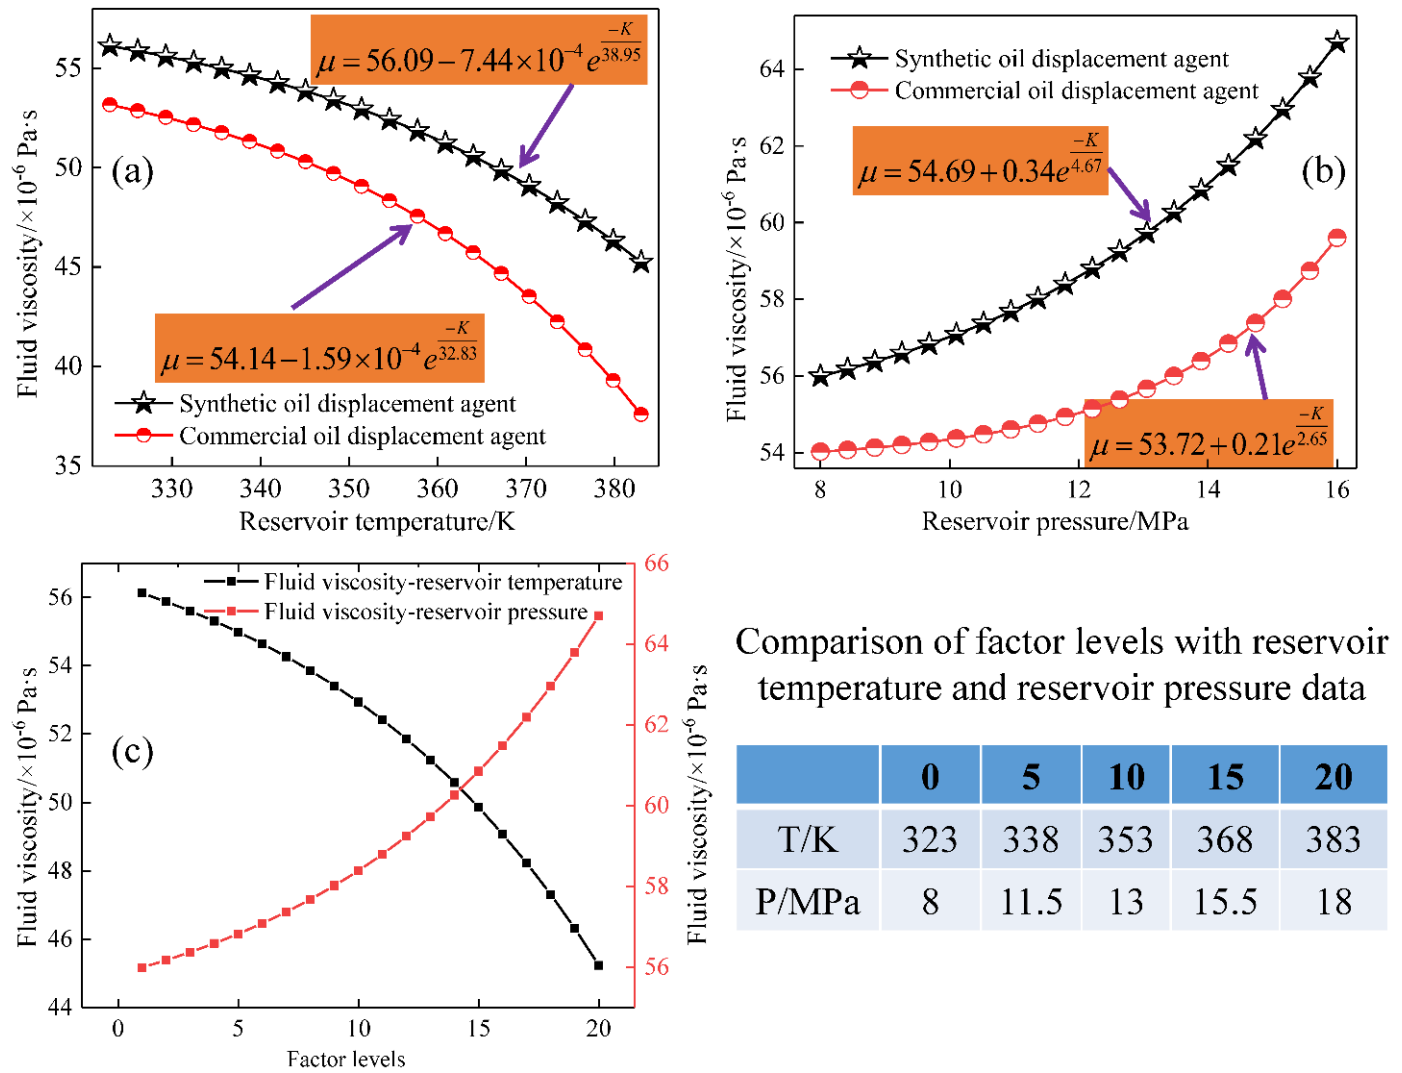 μ = 56.09 − 7.44×10⁻⁴ e^(−K/38.95)
55
50
45
40
35
Fluid viscosity/×10⁻⁶ Pa·s
(a)
μ = 54.14 − 1.59×10⁻⁴ e^(−K/32.83)
Synthetic oil displacement agent
Commercial oil displacement agent
330 340 350 360 370 380
Reservoir temperature/K
Synthetic oil displacement agent
Commercial oil displacement agent
64
62
60
58
56
54
Fluid viscosity/×10⁻⁶ Pa·s
μ = 54.69 + 0.34e^(−K/4.67)
(b)
μ = 53.72 + 0.21e^(−K/2.65)
8 10 12 14 16
Reservoir pressure/MPa
Fluid viscosity-reservoir temperature
Fluid viscosity-reservoir pressure
56
54
52
50
48
46
44
Fluid viscosity/×10⁻⁶ Pa·s
(c)
66
64
62
60
58
56
Fluid viscosity/×10⁻⁶ Pa·s
0 5 10 15 20
Factor levels
Comparison of factor levels with reservoir
temperature and reservoir pressure data
0 5 10 15 20
T/K 323 338 353 368 383
P/MPa 8 11.5 13 15.5 18